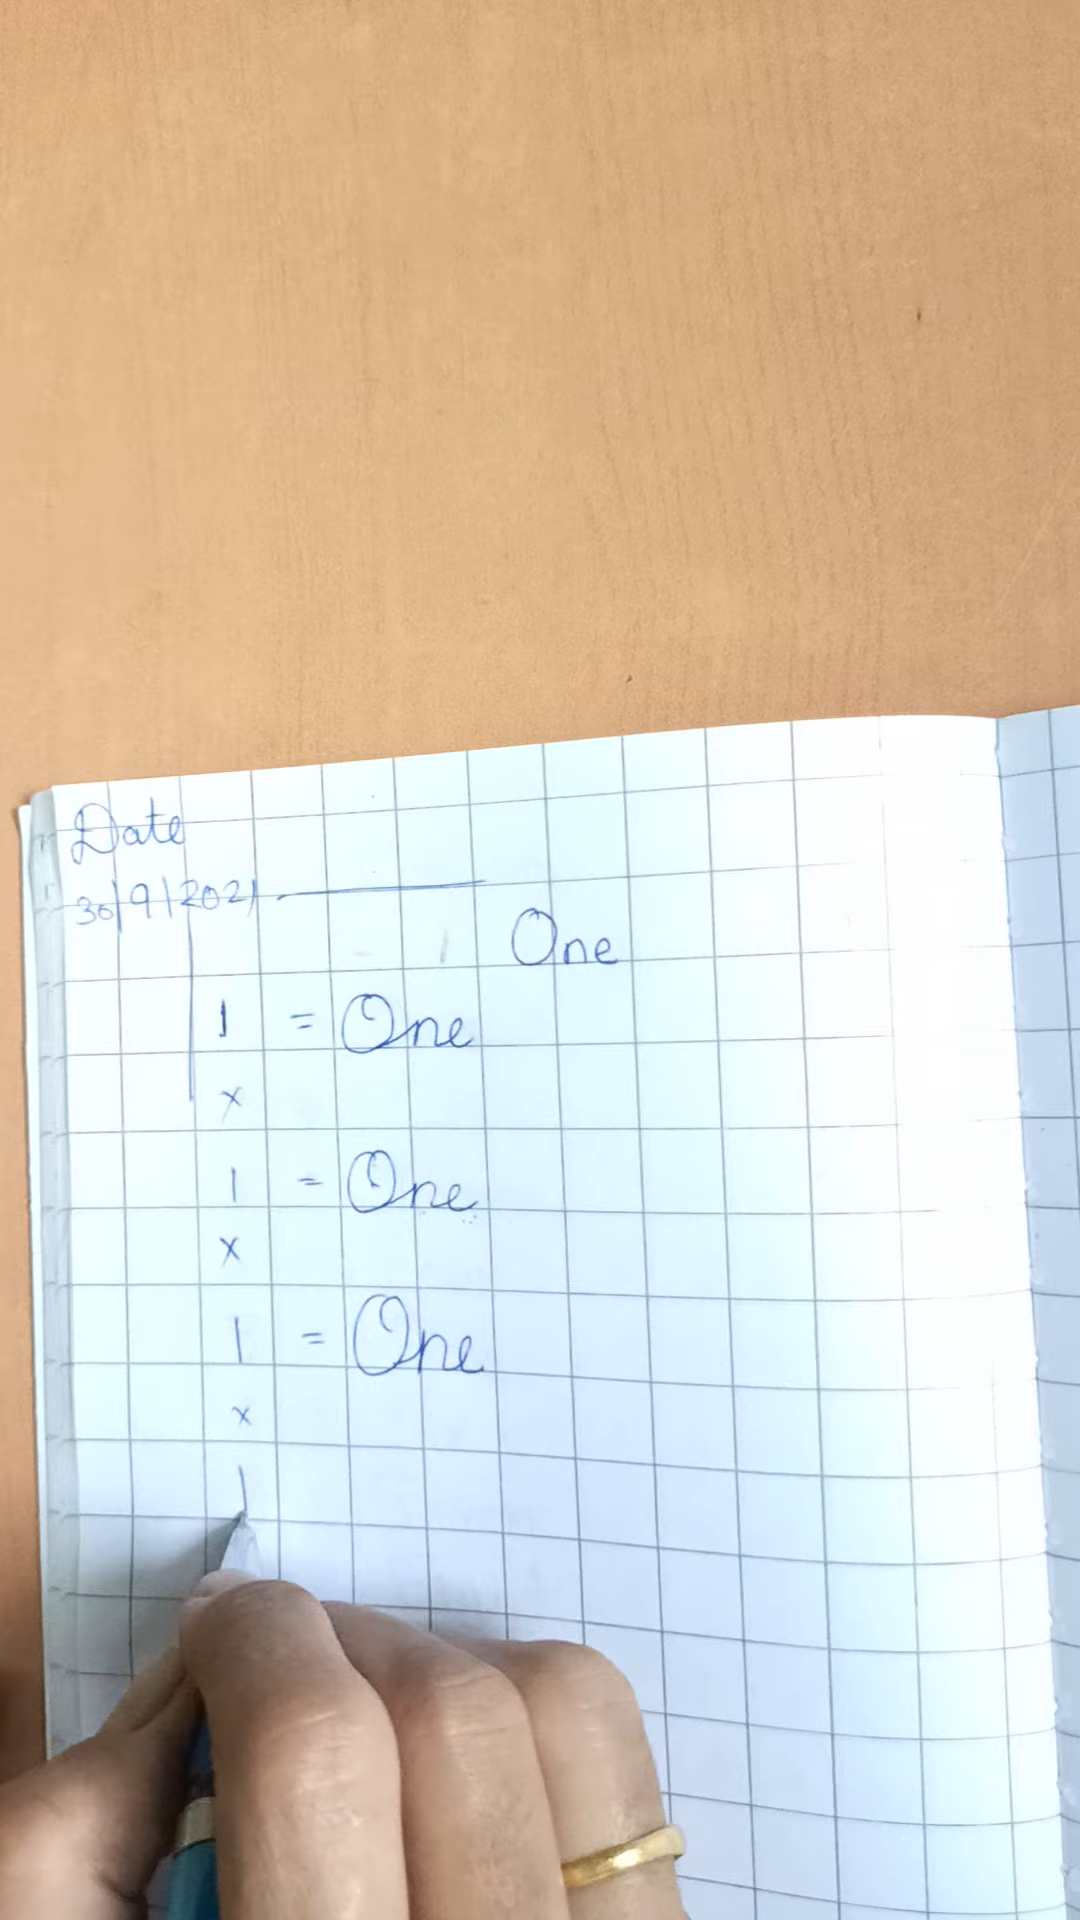 Date
30/9/2021
One
1 = One
x
1 = One
x
1 = One
x
1